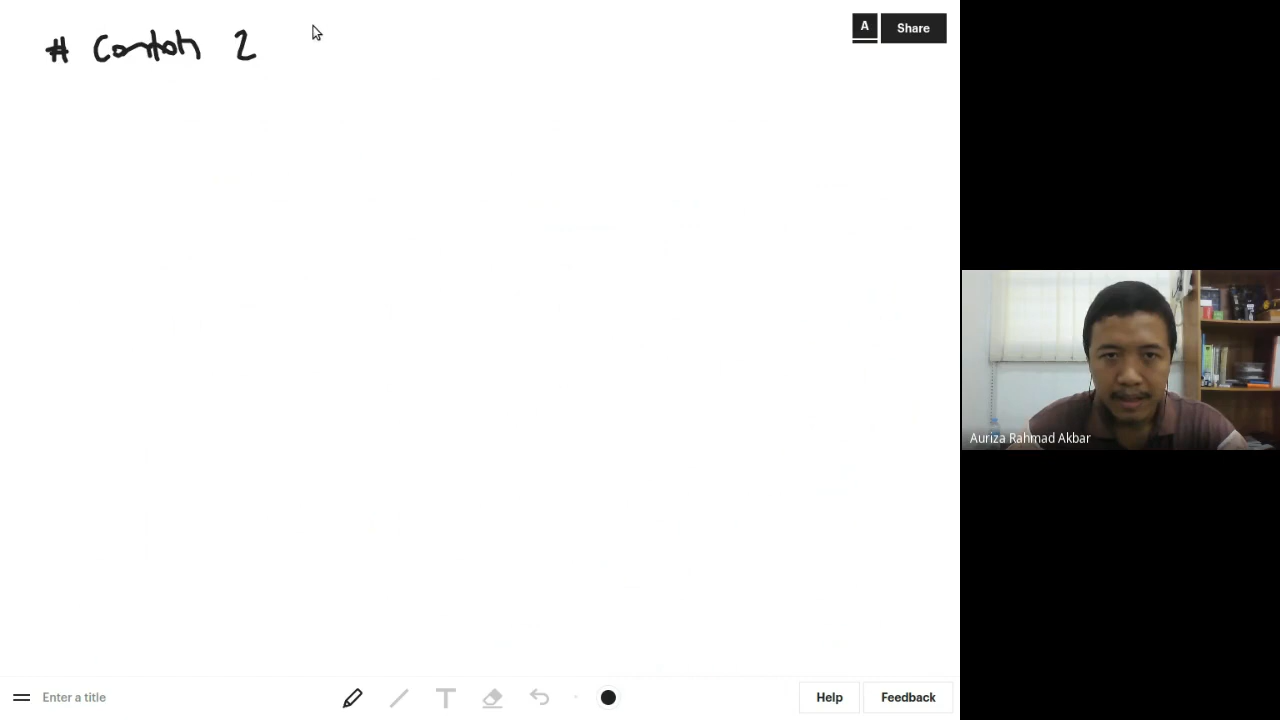 # Contoh 2
A
Share
Auriza Rahmad Akbar
Enter a title
T
Help
Feedback